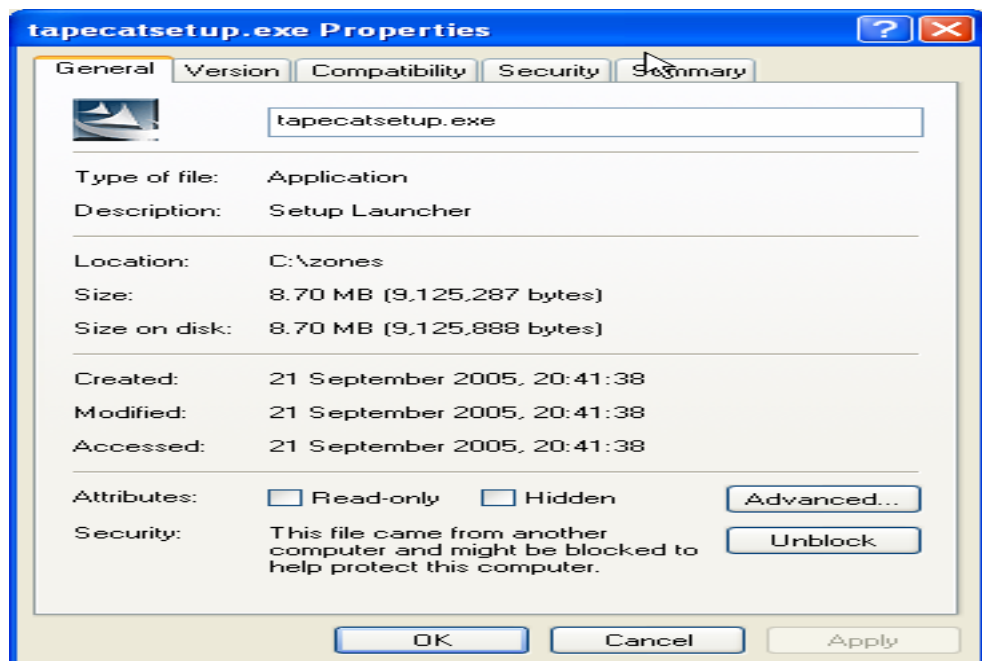 tapecatsetup.exe Properties
General Version Compatibility Security Summary
tapecatsetup.exe
Type of file: Application
Description: Setup Launcher
Location: C:\zones
Size: 8.70 MB (9,125,287 bytes)
Size on disk: 8.70 MB (9,125,888 bytes)
Created: 21 September 2005, 20:41:38
Modified: 21 September 2005, 20:41:38
Accessed: 21 September 2005, 20:41:38
Attributes: Read-only Hidden Advanced...
Security: This file came from another
computer and might be blocked to
help protect this computer.
Unblock
OK Cancel Apply